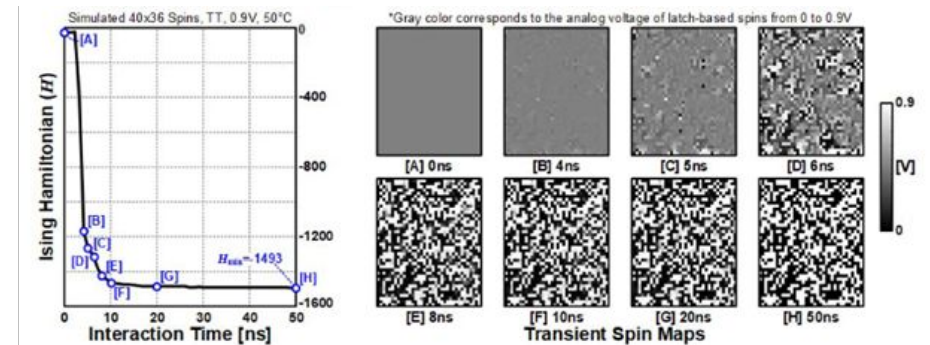 Simulated 40x36 Spins, TT, 0.9V, 50°C
*Gray color corresponds to the analog voltage of latch-based spins from 0 to 0.9V
Ising Hamiltonian (H)
0
-400
-800
-1200
-1600
[A]
[B]
[C]
[D]
[E]
[F]
[G]
[H]
Hmin=-1493
0 10 20 30 40 50
Interaction Time [ns]
[A] 0ns [B] 4ns [C] 5ns [D] 6ns
[E] 8ns [F] 10ns [G] 20ns [H] 50ns
Transient Spin Maps
0.9
[V]
0